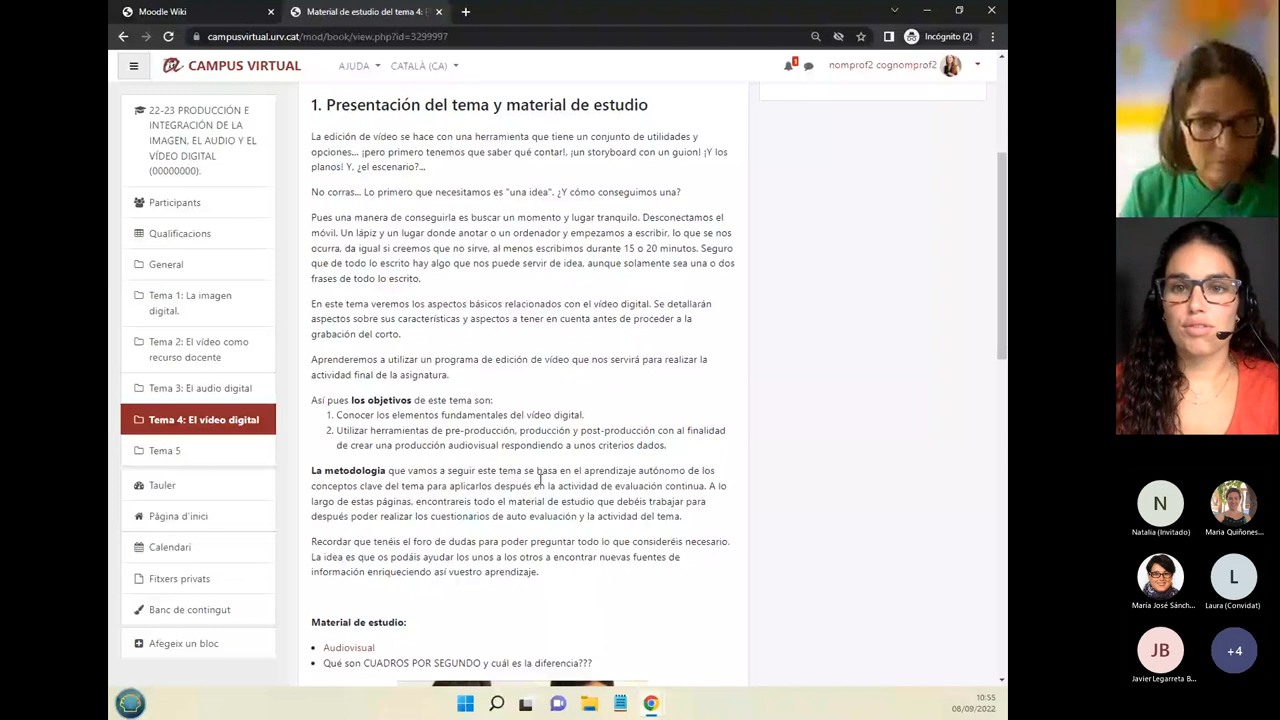 Moodle Wiki
Material de estudio del tema 4:
campusvirtual.urv.cat/mod/book/view.php?id=3299997
Incógnito (2)
CAMPUS VIRTUAL
AJUDA
CATALÀ (CA)
nomprof2 cognomprof2
22-23 PRODUCCIÓN E
INTEGRACIÓN DE LA
IMAGEN, EL AUDIO Y EL
VÍDEO DIGITAL
(00000000).
Participants
Qualificacions
General
Tema 1: La imagen
digital.
Tema 2: El vídeo como
recurso docente
Tema 3: El audio digital
Tema 4: El vídeo digital
Tema 5
Tauler
Pàgina d'inici
Calendari
Fitxers privats
Banc de contingut
Afegeix un bloc
1. Presentación del tema y material de estudio
La edición de vídeo se hace con una herramienta que tiene un conjunto de utilidades y
opciones... ¡pero primero tenemos que saber qué contar!, ¡un storyboard con un guion! ¡Y los
planos! Y, ¿el escenario?...
No corras... Lo primero que necesitamos es "una idea". ¿Y cómo conseguimos una?
Pues una manera de conseguirla es buscar un momento y lugar tranquilo. Desconectamos el
móvil. Un lápiz y un lugar donde anotar o un ordenador y empezamos a escribir, lo que se nos
ocurra, da igual si creemos que no sirve, al menos escribimos durante 15 o 20 minutos. Seguro
que de todo lo escrito hay algo que nos puede servir de idea, aunque solamente sea una o dos
frases de todo lo escrito.
En este tema veremos los aspectos básicos relacionados con el vídeo digital. Se detallarán
aspectos sobre sus características y aspectos a tener en cuenta antes de proceder a la
grabación del corto.
Aprenderemos a utilizar un programa de edición de vídeo que nos servirá para realizar la
actividad final de la asignatura.
Así pues los objetivos de este tema son:
1. Conocer los elementos fundamentales del vídeo digital.
2. Utilizar herramientas de pre-producción, producción y post-producción con al finalidad
de crear una producción audiovisual respondiendo a unos criterios dados.
La metodologia que vamos a seguir este tema se basa en el aprendizaje autónomo de los
conceptos clave del tema para aplicarlos después en la actividad de evaluación continua. A lo
largo de estas páginas, encontrareis todo el material de estudio que debéis trabajar para
después poder realizar los cuestionarios de auto evaluación y la actividad del tema.
Recordar que tenéis el foro de dudas para poder preguntar todo lo que consideréis necesario.
La idea es que os podáis ayudar los unos a los otros a encontrar nuevas fuentes de
información enriqueciendo así vuestro aprendizaje.
Material de estudio:
Audiovisual
Qué son CUADROS POR SEGUNDO y cuál es la diferencia???
10:55
08/09/2022
N
Natalia (Invitado)
Maria Quiñones...
María José Sánch...
L
Laura (Convidat)
JB
Javier Legarreta B...
+4